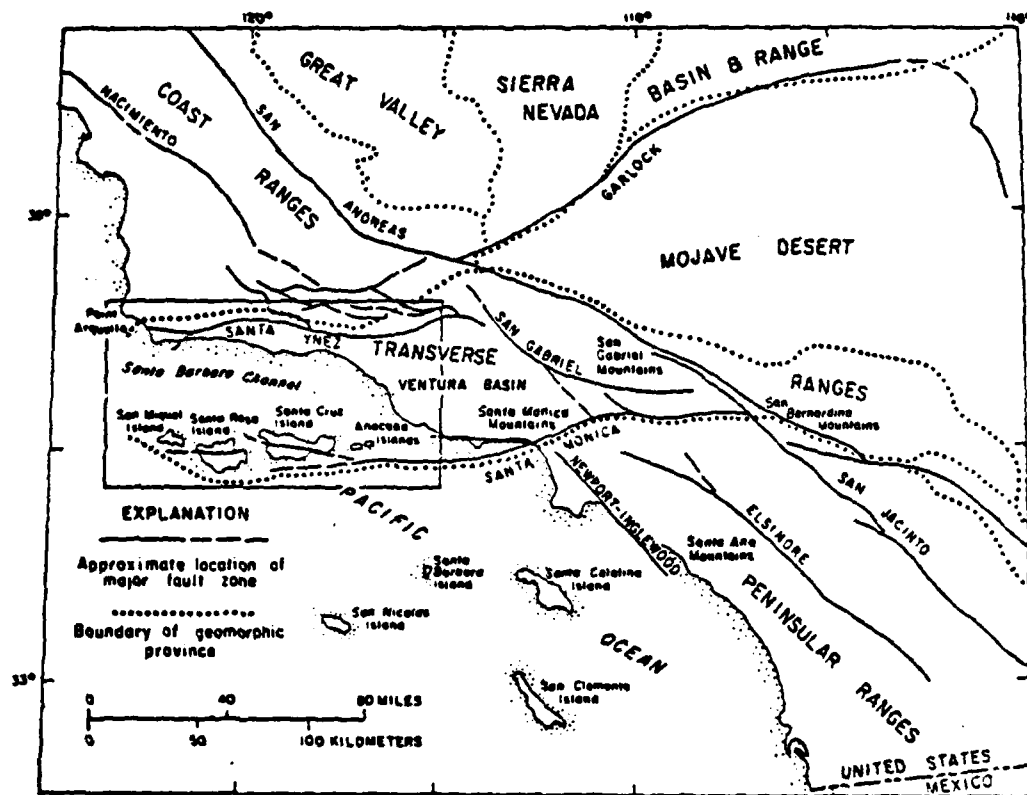 120° 118° 116°
GREAT VALLEY
SIERRA
NEVADA
BASIN & RANGE
COAST
RANGES
NACIMIENTO
SAN
ANDREAS
GARLOCK
MOJAVE DESERT
Point
SANTA
YNEZ
TRANSVERSE
RANGES
SAN GABRIEL
San
Gabriel
Mountains
San
Bernardino
Mountains
Santa Barbara Channel
VENTURA BASIN
San Miguel
Island
Santa Rosa
Island
Santa Cruz
Island
Anacapa
Islands
Santa Monica
Mountains
SANTA MONICA
NEWPORT-INGLEWOOD
ELSINORE
SAN JACINTO
Santa Ana
Mountains
PENINSULAR RANGES
PACIFIC
OCEAN
Santa
Barbara
Island
Santa Catalina
Island
San Nicolas
Island
San Clemente
Island
33°
EXPLANATION
Approximate location of
major fault zone
Boundary of geomorphic
province
0 40 80 MILES
0 50 100 KILOMETERS
UNITED STATES
MEXICO